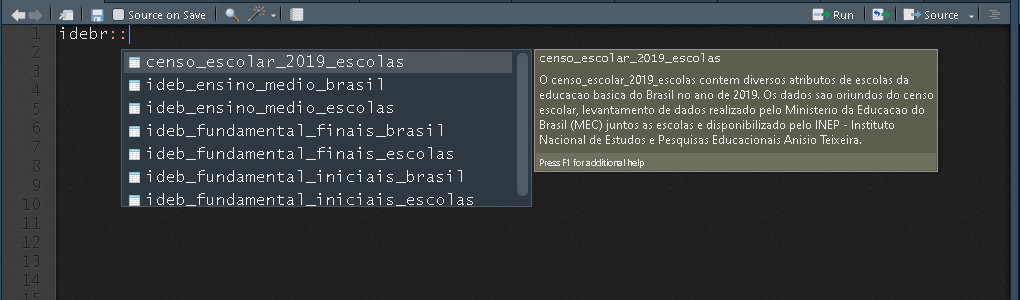 Source on Save
Run
Source
1 idebr::
2
3
4
5
6
7
8
9
10
11
12
13
14
15
censo_escolar_2019_escolas
ideb_ensino_medio_brasil
ideb_ensino_medio_escolas
ideb_fundamental_finais_brasil
ideb_fundamental_finais_escolas
ideb_fundamental_iniciais_brasil
ideb_fundamental_iniciais_escolas
censo_escolar_2019_escolas
O censo_escolar_2019_escolas contem diversos atributos de escolas da
educacao basica do Brasil no ano de 2019. Os dados sao oriundos do censo
escolar, levantamento de dados realizado pelo Ministerio da Educacao do
Brasil (MEC) juntos as escolas e disponibilizado pelo INEP - Instituto
Nacional de Estudos e Pesquisas Educacionais Anisio Teixeira.
Press F1 for additional help